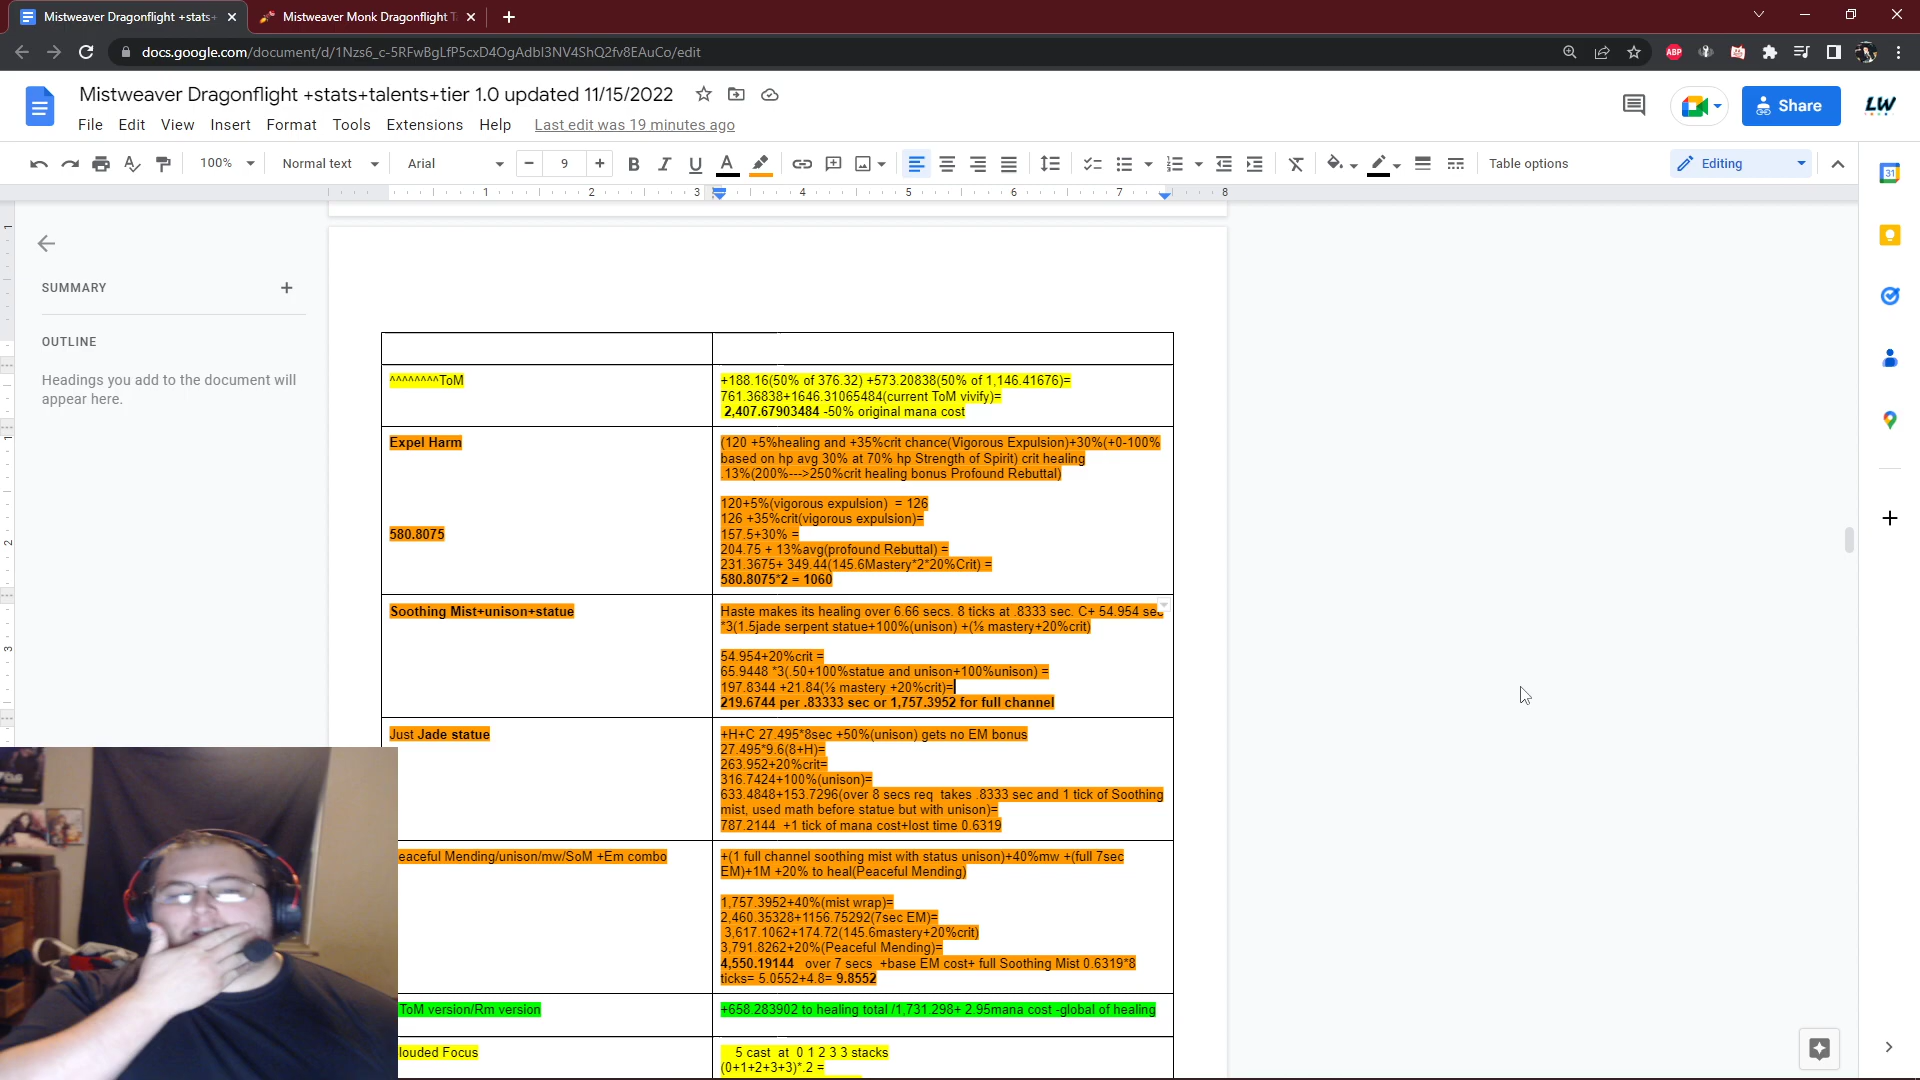 Mistweaver Dragonflight +stats+
Mistweaver Monk Dragonflight T
docs.google.com/document/d/1Nzs6_c-5RFwBgLfP5cxD4OgAdbI3NV4ShQ2fv8EAuCo/edit
ABP
Mistweaver Dragonflight +stats+talents+tier 1.0 updated 11/15/2022
Share
LW
File Edit View Insert Format Tools Extensions Help Last edit was 19 minutes ago
100% Normal text Arial 9 Table options Editing
1 2 3 4 5 6 7 8
31
SUMMARY
OUTLINE
Headings you add to the document will
appear here.
^^^^^^^^ToM
+188.16(50% of 376.32) +573.20838(50% of 1,146.41676)=
761.36838+1646.31065484(current ToM vivify)=
2,407.67903484 -50% original mana cost
Expel Harm
580.8075
(120 +5%healing and +35%crit chance(Vigorous Expulsion)+30%(+0-100%
based on hp avg 30% at 70% hp Strength of Spirit) crit healing
.13%(200%--->250%crit healing bonus Profound Rebuttal)
120+5%(vigorous expulsion) = 126
126 +35%crit(vigorous expulsion)=
157.5+30% =
204.75 + 13%avg(profound Rebuttal) =
231.3675+ 349.44(145.6Mastery*2*20%Crit) =
580.8075*2 = 1060
Soothing Mist+unison+statue
Haste makes its healing over 6.66 secs. 8 ticks at .8333 sec. C+ 54.954 sec
*3(1.5jade serpent statue+100%(unison) +(⅛ mastery+20%crit)
54.954+20%crit =
65.9448 *3(.50+100%statue and unison+100%unison) =
197.8344 +21.84(⅛ mastery +20%crit)=
219.6744 per .83333 sec or 1,757.3952 for full channel
Just Jade statue
+H+C 27.495*8sec +50%(unison) gets no EM bonus
27.495*9.6(8+H)=
263.952+20%crit=
316.7424+100%(unison)=
633.4848+153.7296(over 8 secs req takes .8333 sec and 1 tick of Soothing
mist, used math before statue but with unison)=
787.2144 +1 tick of mana cost+lost time 0.6319
eaceful Mending/unison/mw/SoM +Em combo
+(1 full channel soothing mist with status unison)+40%mw +(full 7sec
EM)+1M +20% to heal(Peaceful Mending)
1,757.3952+40%(mist wrap)=
2,460.35328+1156.75292(7sec EM)=
3,617.1062+174.72(145.6mastery+20%crit)
3,791.8262+20%(Peaceful Mending)=
4,550.19144 over 7 secs +base EM cost+ full Soothing Mist 0.6319*8
ticks= 5.0552+4.8= 9.8552
ToM version/Rm version
+658.283902 to healing total /1,731.298+ 2.95mana cost -global of healing
louded Focus
5 cast at 0 1 2 3 3 stacks
(0+1+2+3+3)*.2 =